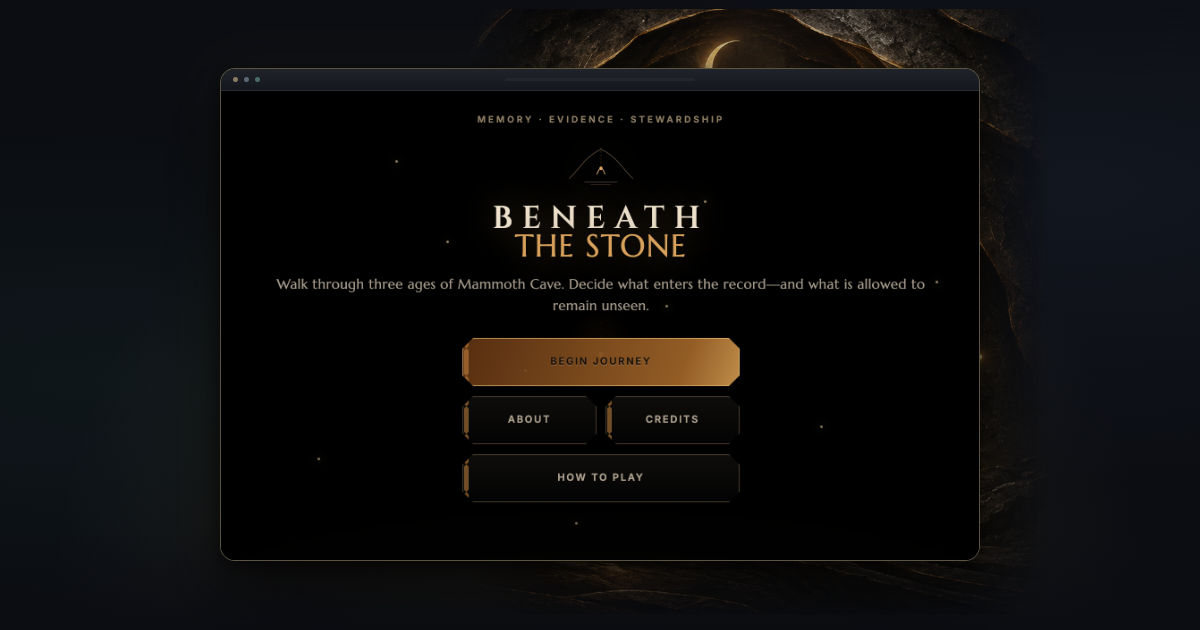 MEMORY · EVIDENCE · STEWARDSHIP
BENEATH
THE STONE
Walk through three ages of Mammoth Cave. Decide what enters the record—and what is allowed to
remain unseen.
BEGIN JOURNEY
ABOUT CREDITS
HOW TO PLAY